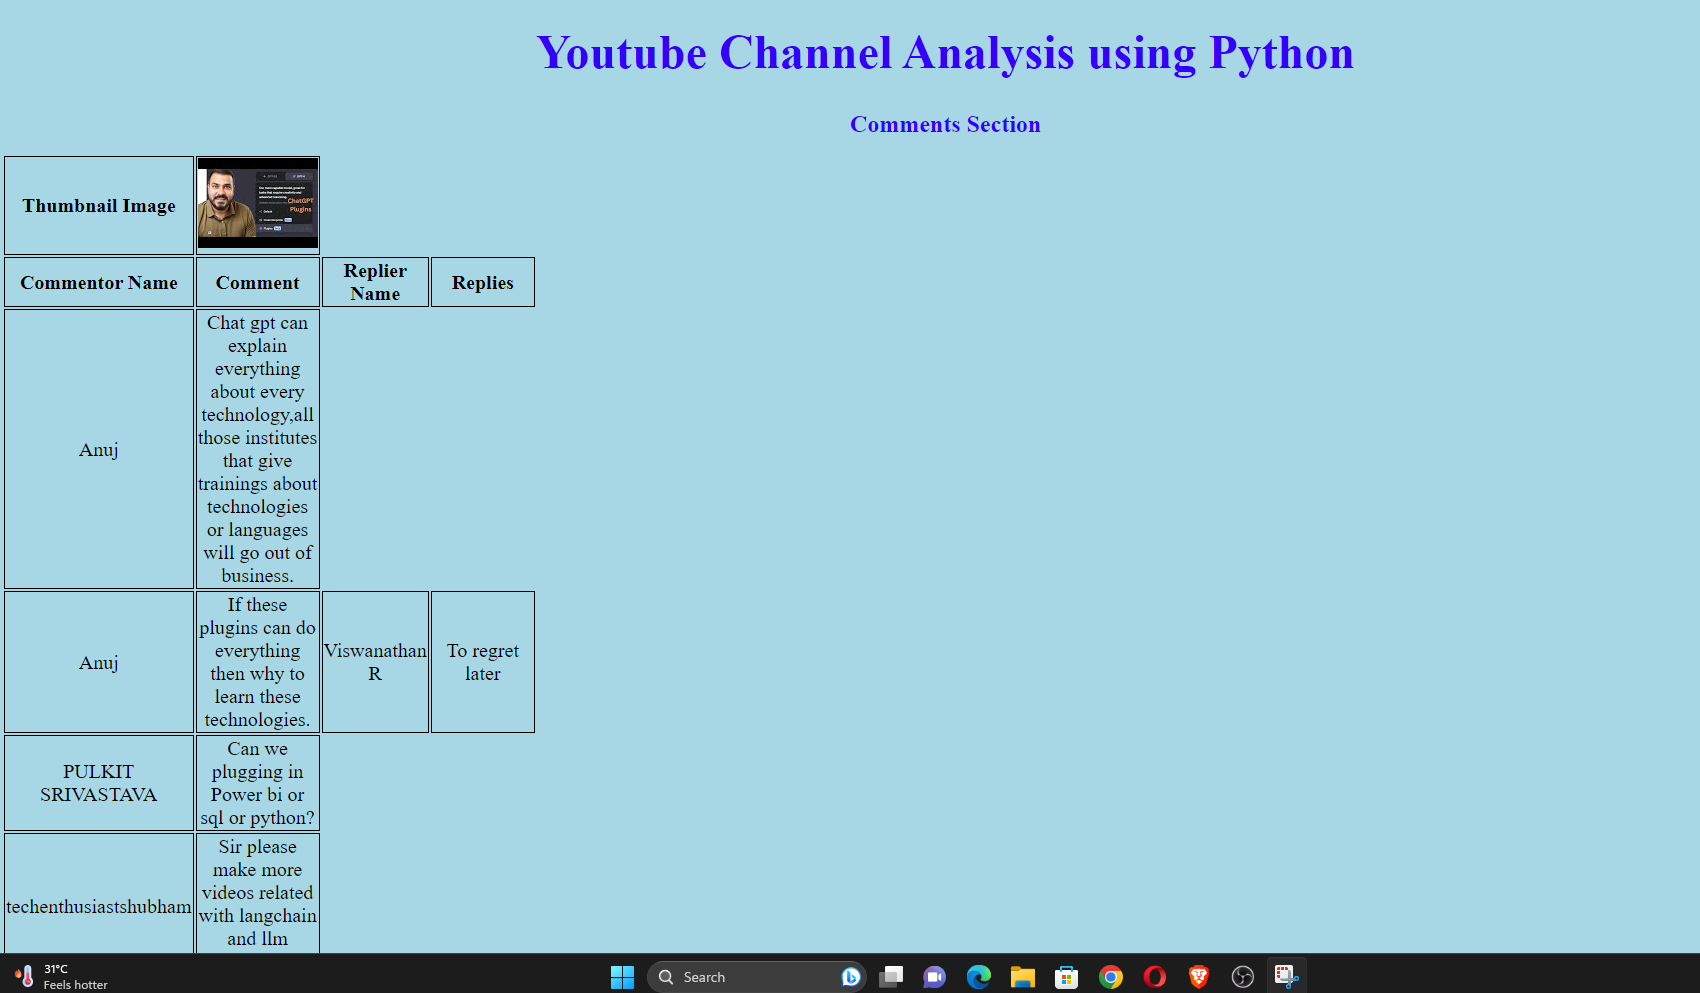 Youtube Channel Analysis using Python
Comments Section
Thumbnail Image
ChatGPT
Plugins
Commentor Name
Comment
Replier
Name
Replies
Anuj
Chat gpt can
explain
everything
about every
technology,all
those institutes
that give
trainings about
technologies
or languages
will go out of
business.
Anuj
If these
plugins can do
everything
then why to
learn these
technologies.
Viswanathan
R
To regret
later
PULKIT
SRIVASTAVA
Can we
plugging in
Power bi or
sql or python?
techenthusiastshubham
Sir please
make more
videos related
with langchain
and llm
31°C
Feels hotter
Search